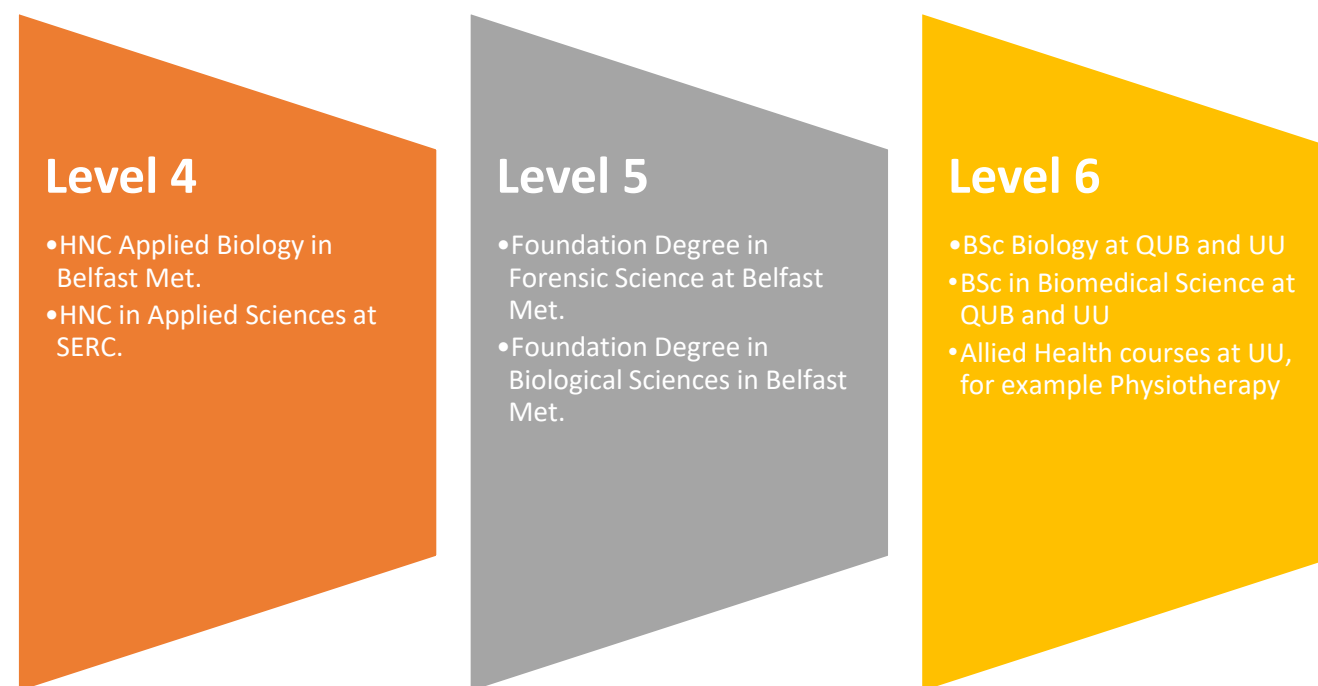 Level 4
•HNC Applied Biology in
Belfast Met.
•HNC in Applied Sciences at
SERC.
Level 5
•Foundation Degree in
Forensic Science at Belfast
Met.
•Foundation Degree in
Biological Sciences in Belfast
Met.
Level 6
•BSc Biology at QUB and UU
•BSc in Biomedical Science at
QUB and UU
•Allied Health courses at UU,
for example Physiotherapy